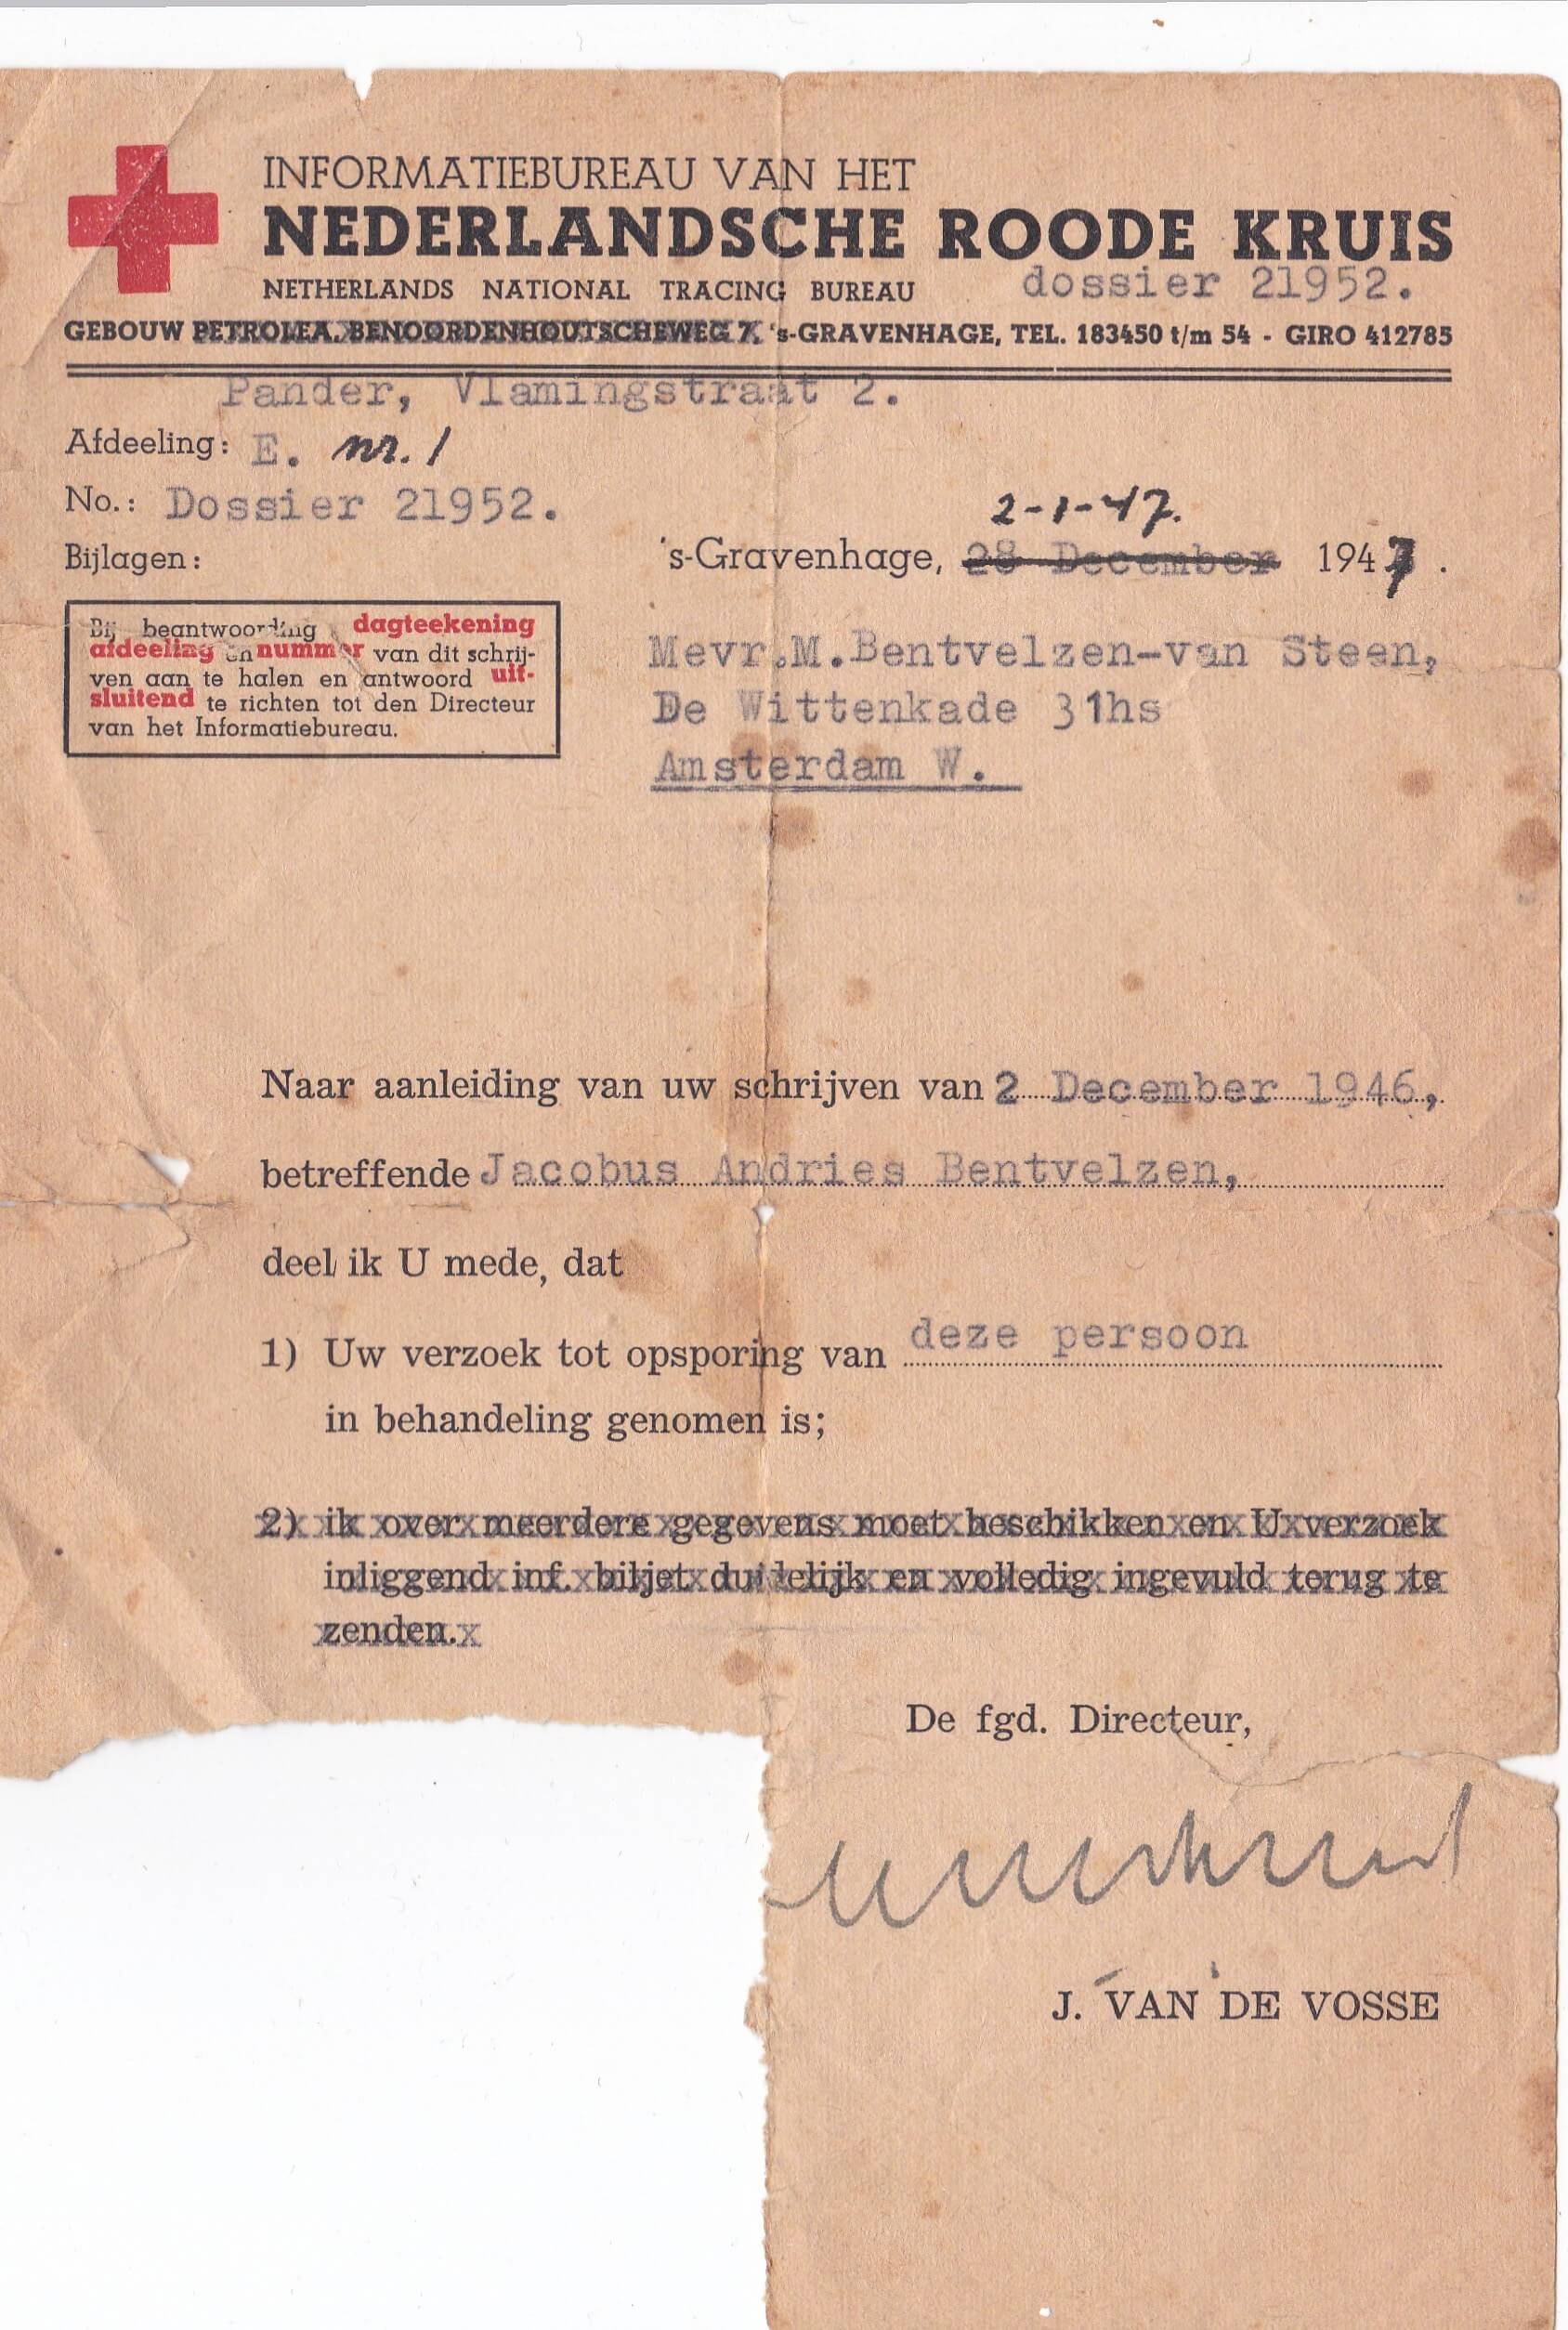 INFORMATIEBUREAU VAN HET
NEDERLANDSCHE ROODE KRUIS
NETHERLANDS NATIONAL TRACING BUREAU dossier 21952.
GEBOUW PETROLEA. BENOORDENHOUTSCHEWEG 7, 's-GRAVENHAGE, TEL. 183450 t/m 54 - GIRO 412785
Pander, Vlamingstraat 2.
Afdeeling: E. nr. 1
No.: Dossier 21952.
2-1-47.
Bijlagen:
's-Gravenhage, 28 December 1947.
Bij beantwoording dagteekening
afdeeling en nummer van dit schrij-
ven aan te halen en antwoord uit-
sluitend te richten tot den Directeur
van het Informatiebureau.
Mevr.M.Bentvelzen-van Steen,
De Wittenkade 31hs
Amsterdam W.
Naar aanleiding van uw schrijven van 2 December 1946,
betreffende Jacobus Andries Bentvelzen,
deel ik U mede, dat
1) Uw verzoek tot opsporing van deze persoon
in behandeling genomen is;
2) ik over meerdere gegevens moet beschikken en U verzoek
inliggend inf. biljet duidelijk en volledig ingevuld terug te
zenden.
De fgd. Directeur,
J. VAN DE VOSSE